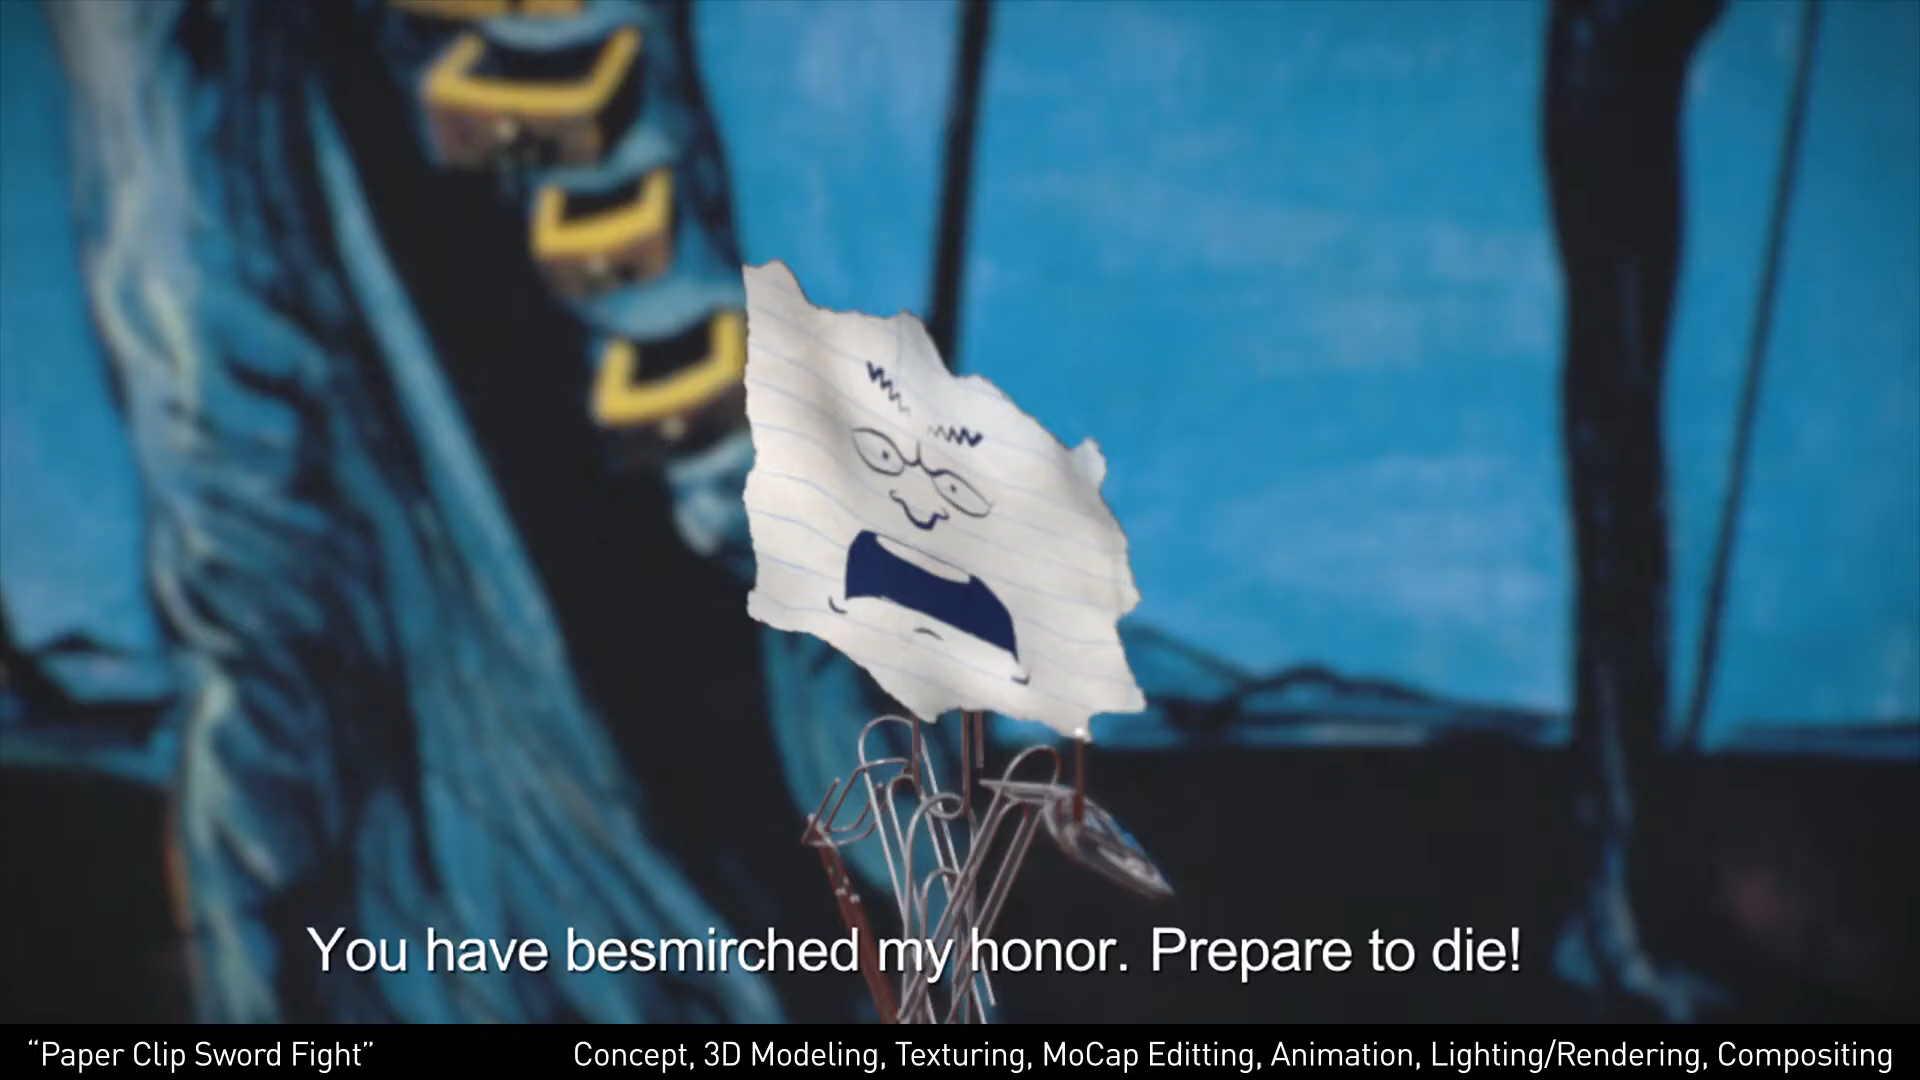 You have besmirched my honor. Prepare to die!
“Paper Clip Sword Fight”
Concept, 3D Modeling, Texturing, MoCap Editting, Animation, Lighting/Rendering, Compositing